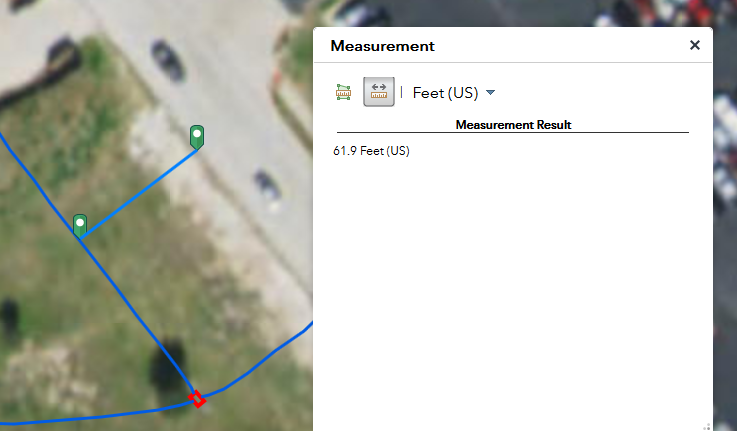 Measurement
Feet (US)
Measurement Result
61.9 Feet (US)